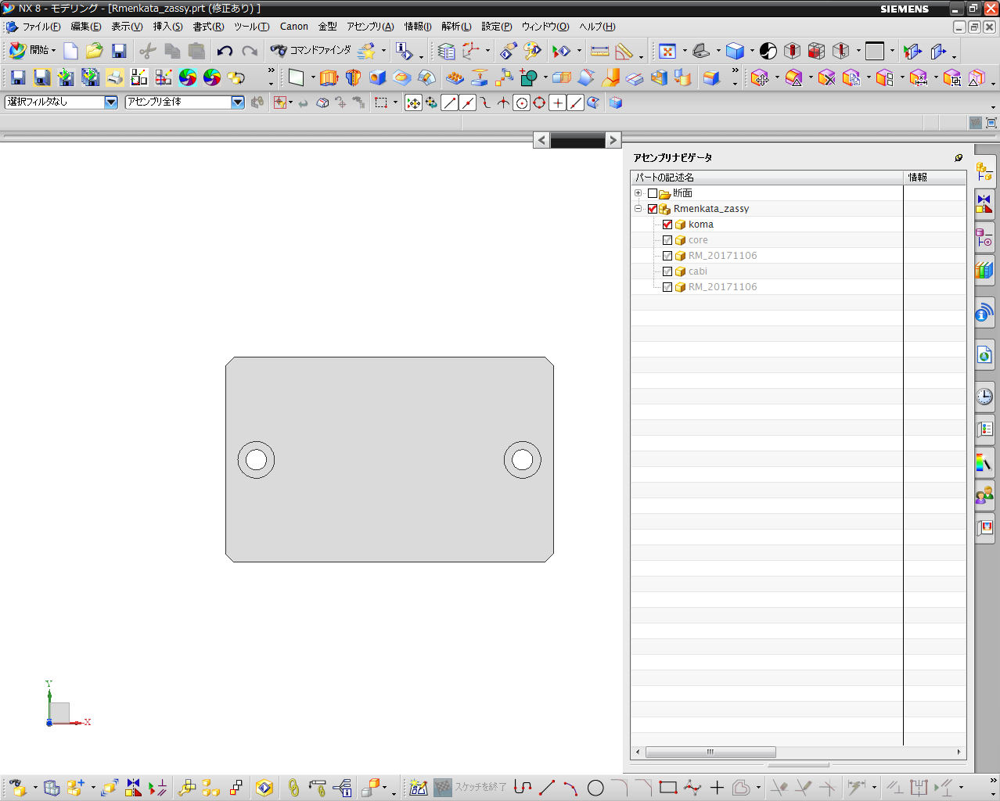 NX 8 - モデリング - [Rmenkata_zassy.prt (修正あり) ]
SIEMENS
ファイル(F) 編集(E) 表示(V) 挿入(S) 書式(R) ツール(T) Canon 金型 アセンブリ(A) 情報(I) 解析(L) 設定(P) ウィンドウ(O) ヘルプ(H)
開始 コマンドファインダ
選択フィルタなし アセンブリ全体
アセンブリナビゲータ
パートの記述名 情報
断面
Rmenkata_zassy
koma
core
RM_20171106
cabi
RM_20171106
Y
X
スケッチを終了